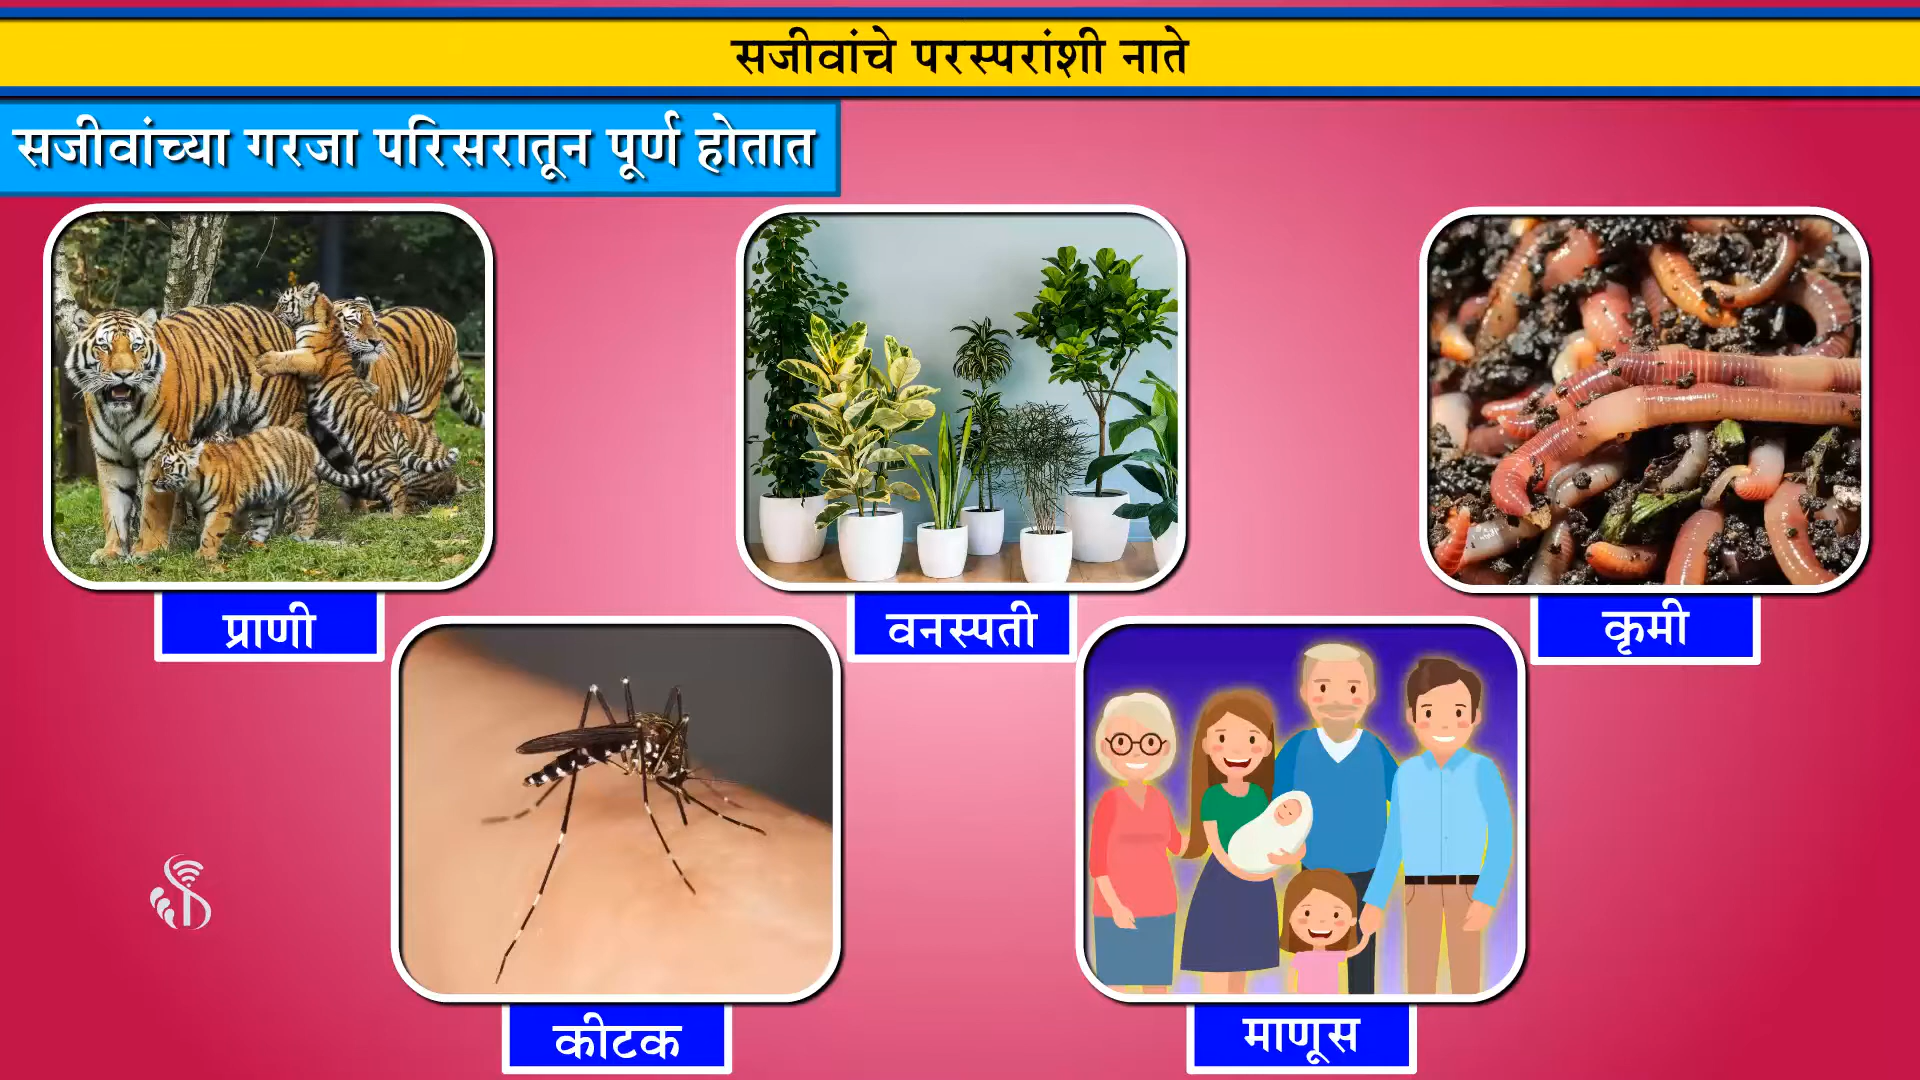 सजीवांचे परस्परांशी नाते
सजीवांच्या गरजा परिसरातून पूर्ण होतात
प्राणी
वनस्पती
कृमी
कीटक
माणूस